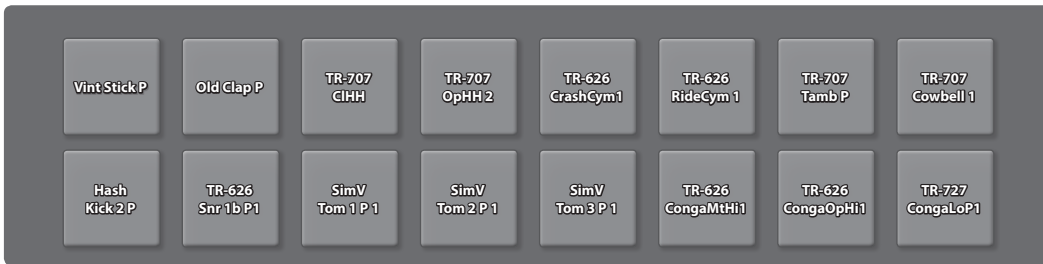 Vint Stick P
Old Clap P
TR-707
ClHH
TR-707
OpHH 2
TR-626
CrashCym1
TR-626
RideCym 1
TR-707
Tamb P
TR-707
Cowbell 1
Hash
Kick 2 P
TR-626
Snr 1b P1
SimV
Tom 1 P 1
SimV
Tom 2 P 1
SimV
Tom 3 P 1
TR-626
CongaMtHi1
TR-626
CongaOpHi1
TR-727
CongaLoP1